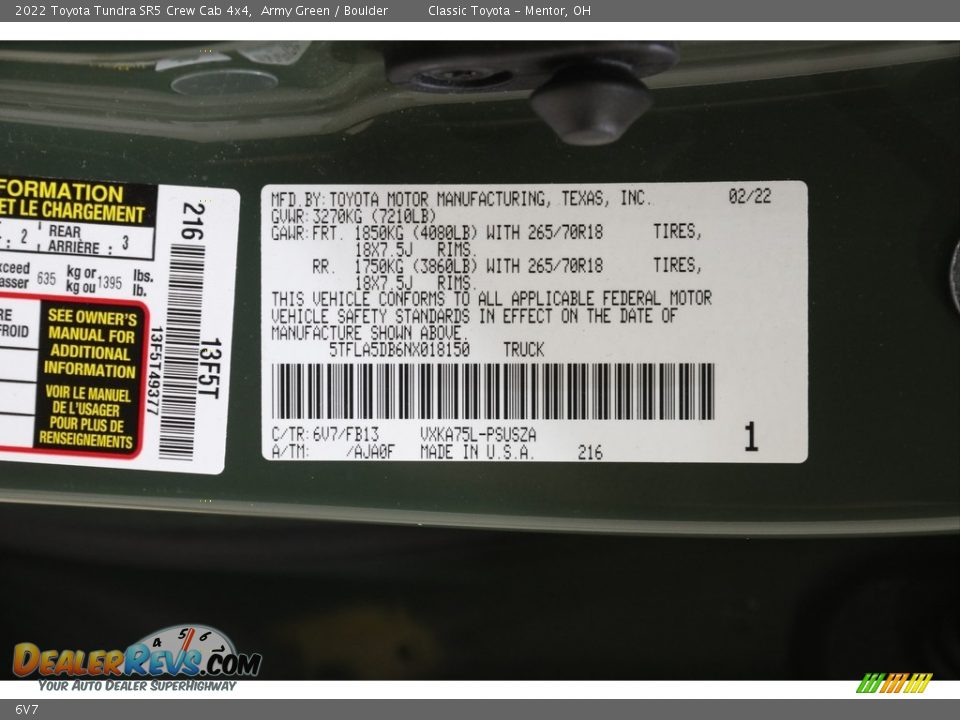 2022 Toyota Tundra SR5 Crew Cab 4x4, Army Green / Boulder Classic Toyota - Mentor, OH
FORMATION
ET LE CHARGEMENT
2 REAR ARRIÈRE : 3
635 kg or kg ou 1395 lbs. lb.
FROID
SEE OWNER'S
MANUAL FOR
ADDITIONAL
INFORMATION
VOIR LE MANUEL
DE L'USAGER
POUR PLUS DE
RENSEIGNEMENTS
216
13F5T
13F5T49377
MFD.BY:TOYOTA MOTOR MANUFACTURING, TEXAS, INC. 02/22
GVWR:3270KG (7210LB)
GAWR:FRT. 1850KG (4080LB) WITH 265/70R18 TIRES,
18X7.5J RIMS.
RR. 1750KG (3860LB) WITH 265/70R18 TIRES,
18X7.5J RIMS.
THIS VEHICLE CONFORMS TO ALL APPLICABLE FEDERAL MOTOR
VEHICLE SAFETY STANDARDS IN EFFECT ON THE DATE OF
MANUFACTURE SHOWN ABOVE.
5TFLA5DB6NX018150 TRUCK
C/TR:6V7/FB13 VXKA75L-PSUSZA
A/TM: /AJA0F MADE IN U.S.A. 216
1
4 5 6
DEALERREVS.COM
YOUR AUTO DEALER SUPERHIGHWAY
6V7